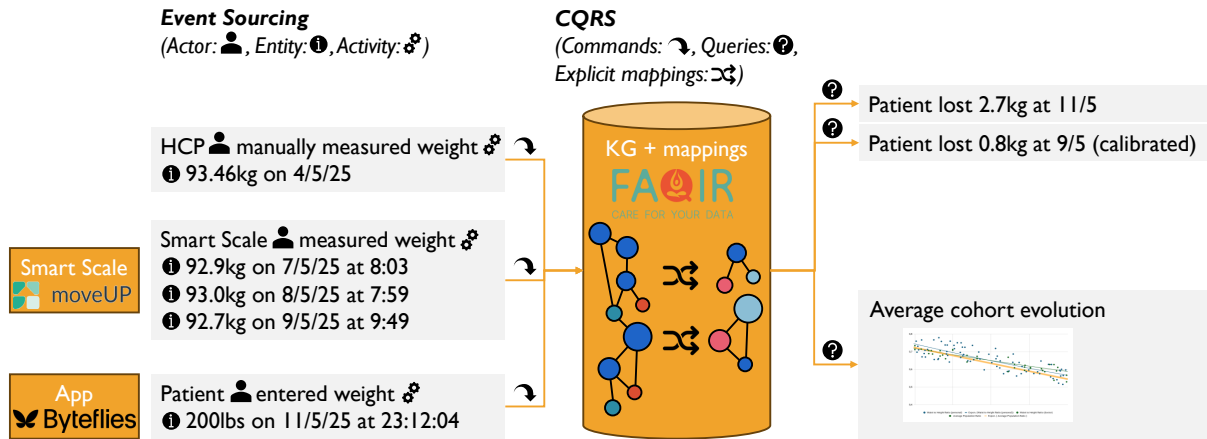 Event Sourcing
(Actor: , Entity: , Activity: )
CQRS
(Commands: , Queries: ,
Explicit mappings: )
HCP manually measured weight
93.46kg on 4/5/25
Smart Scale
moveUP
Smart Scale measured weight
92.9kg on 7/5/25 at 8:03
93.0kg on 8/5/25 at 7:59
92.7kg on 9/5/25 at 9:49
App
Byteflies
Patient entered weight
200lbs on 11/5/25 at 23:12:04
KG + mappings
FAQIR
CARE FOR YOUR DATA
Patient lost 2.7kg at 11/5
Patient lost 0.8kg at 9/5 (calibrated)
Average cohort evolution